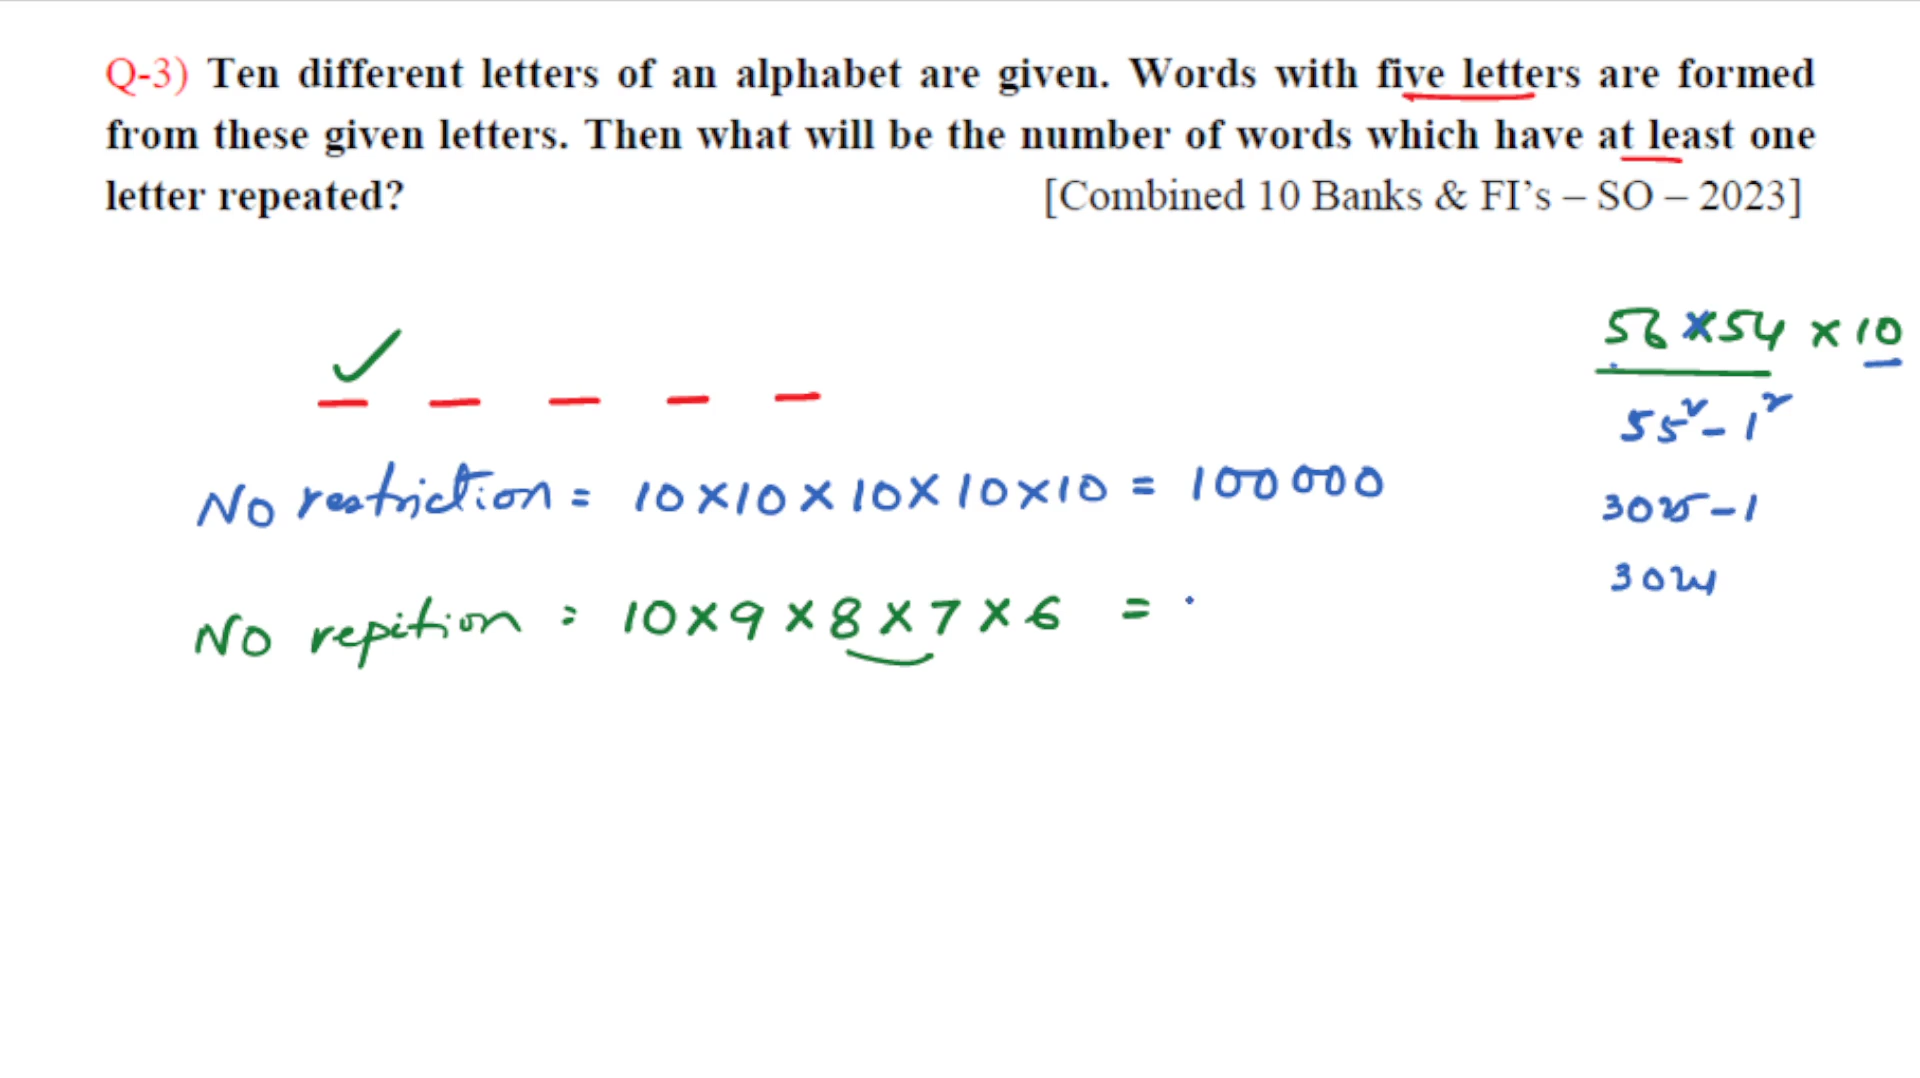 Q-3) Ten different letters of an alphabet are given. Words with five letters are formed
from these given letters. Then what will be the number of words which have at least one
letter repeated? [Combined 10 Banks & FI’s – SO – 2023]
56 × 54 × 10
55² - 1²
No restriction = 10 × 10 × 10 × 10 × 10 = 100000
3025 - 1
3024
No repition = 10 × 9 × 8 × 7 × 6 =